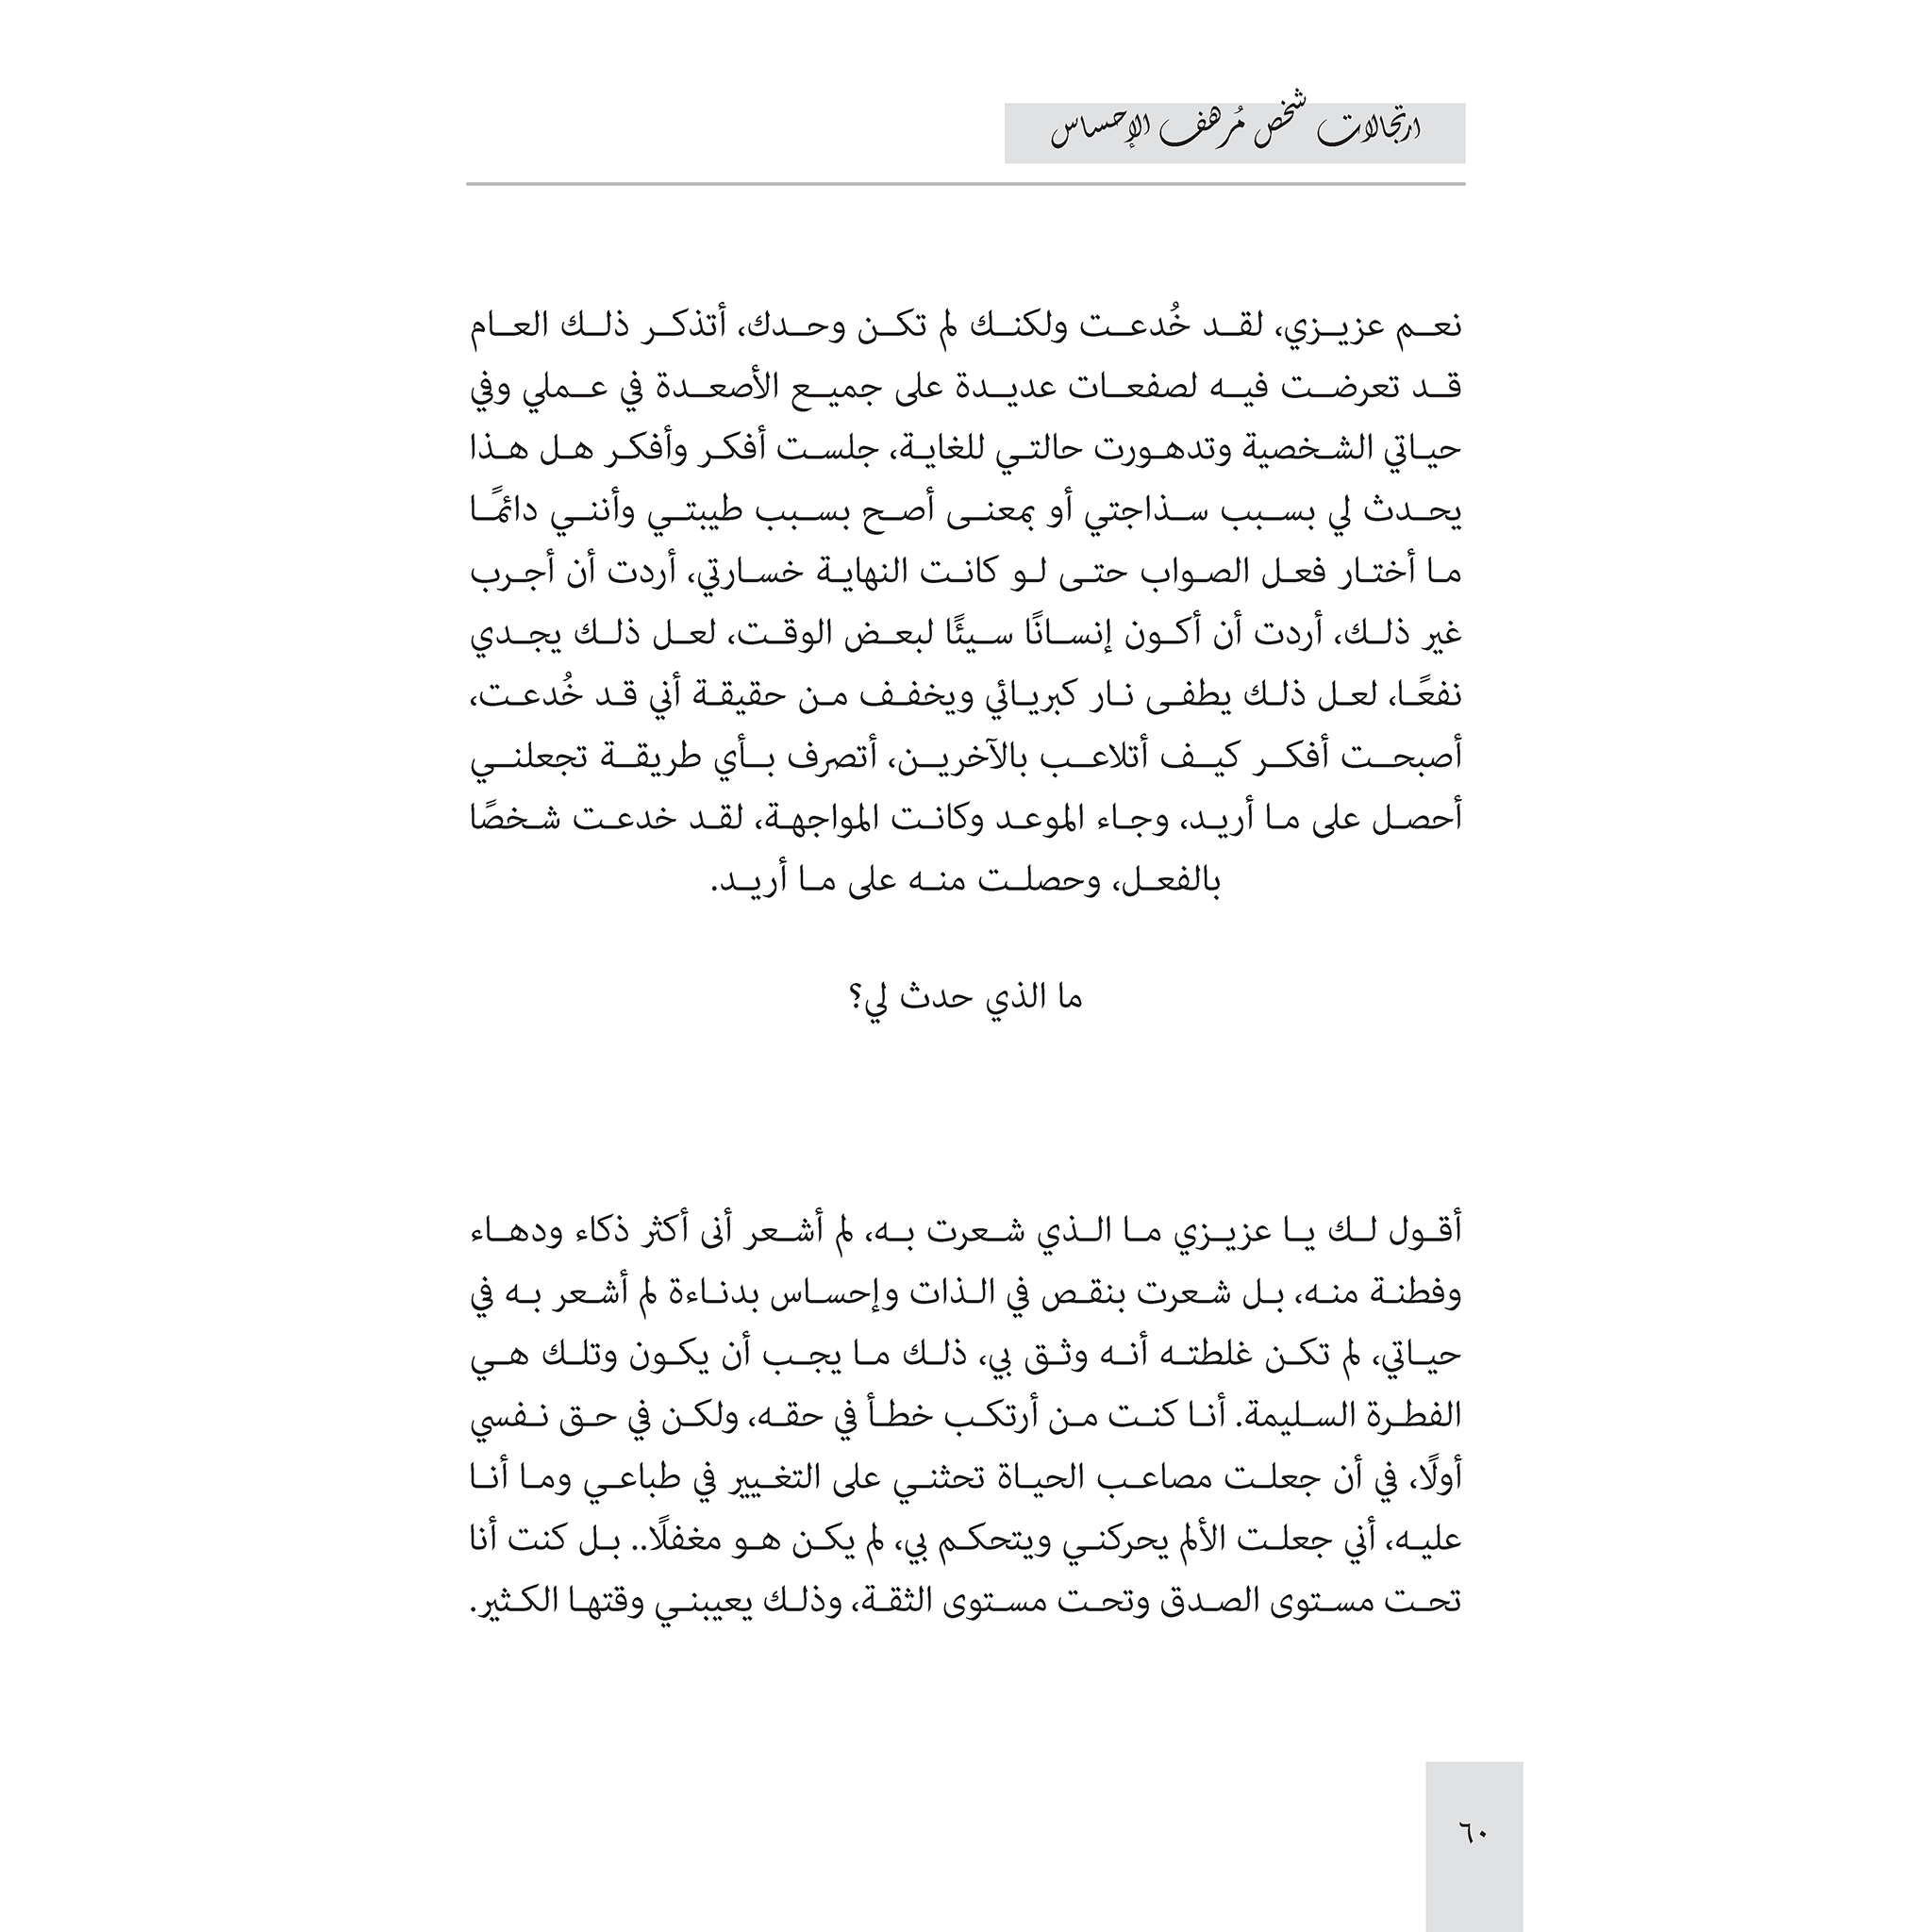 ارتجالات شخص مُرهف الإحساس
نعم عزيزي، لقد خُدعت ولكنك لم تكن وحدك، أتذكر ذلك العام
قد تعرضت فيه لصفعات عديدة على جميع الأصعدة في عملي وفي
حياتي الشخصية وتدهورت حالتي للغاية، جلست أفكر وأفكر هل هذا
يحدث لي بسبب سذاجتي أو بمعنى أصح بسبب طيبتي وأنني دائمًا
ما أختار فعل الصواب حتى لو كانت النهاية خسارتي، أردت أن أجرب
غير ذلك، أردت أن أكون إنسانًا سيئًا لبعض الوقت، لعل ذلك يجدي
نفعًا، لعل ذلك يطفى نار كبريائي ويخفف من حقيقة أني قد خُدعت،
أصبحت أفكر كيف أتلاعب بالآخرين، أتصرف بأي طريقة تجعلني
أحصل على ما أريد، وجاء الموعد وكانت المواجهة، لقد خدعت شخصًا
بالفعل، وحصلت منه على ما أريد.
ما الذي حدث لي؟
أقول لك يا عزيزي ما الذي شعرت به، لم أشعر أنى أكثر ذكاء ودهاء
وفطنة منه، بل شعرت بنقص في الذات وإحساس بدناءة لم أشعر به في
حياتي، لم تكن غلطته أنه وثق بي، ذلك ما يجب أن يكون وتلك هي
الفطرة السليمة. أنا كنت من أرتكب خطأ في حقه، ولكن في حق نفسي
أولًا، في أن جعلت مصاعب الحياة تحثني على التغيير في طباعي وما أنا
عليه، أني جعلت الألم يحركني ويتحكم بي، لم يكن هو مغفلًا.. بل كنت أنا
تحت مستوى الصدق وتحت مستوى الثقة، وذلك يعيبني وقتها الكثير.
٦٠